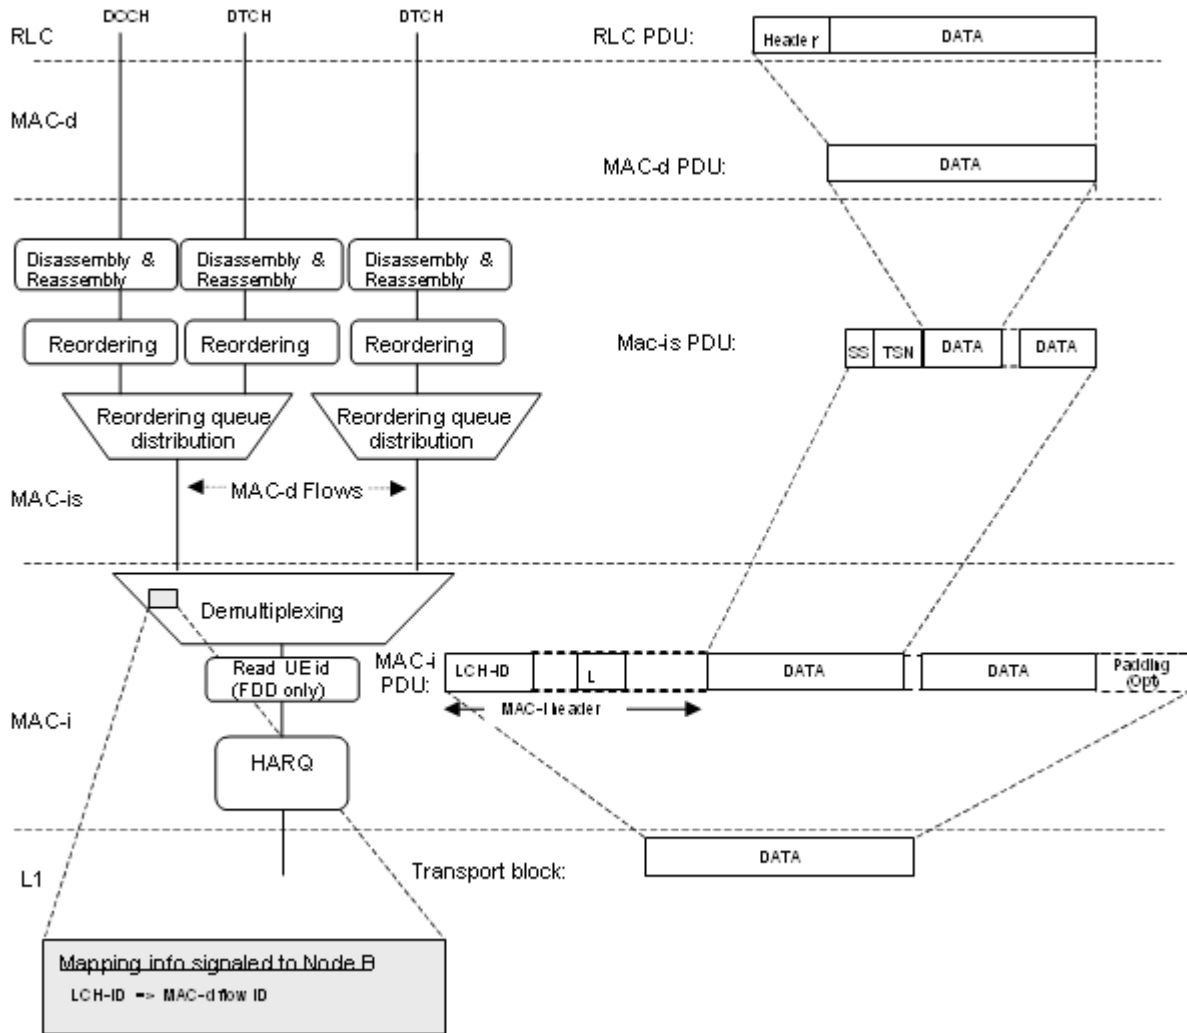 DCCH DTCH DTCH
RLC
RLC PDU: Header DATA
MAC-d
MAC-d PDU: DATA
Disassembly & Reassembly
Disassembly & Reassembly
Disassembly & Reassembly
Reordering Reordering Reordering
Mac-is PDU: SS TSN DATA DATA
Reordering queue distribution
Reordering queue distribution
MAC-is
MAC-d Flows
Demultiplexing
Read UE id
(FDD only)
MAC-i
PDU:
LCH-ID L DATA DATA Padding
(Opt)
MAC-i header
MAC-i
HARQ
L1
Transport block: DATA
Mapping info signaled to Node B
LCH-ID => MAC-d flow ID